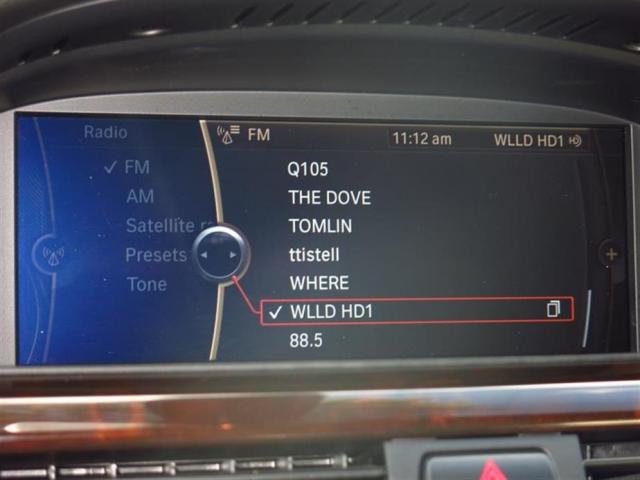 Radio
FM 11:12 am WLLD HD1
FM
AM
Satellite
Presets
Tone
Q105
THE DOVE
TOMLIN
ttistell
WHERE
WLLD HD1
88.5